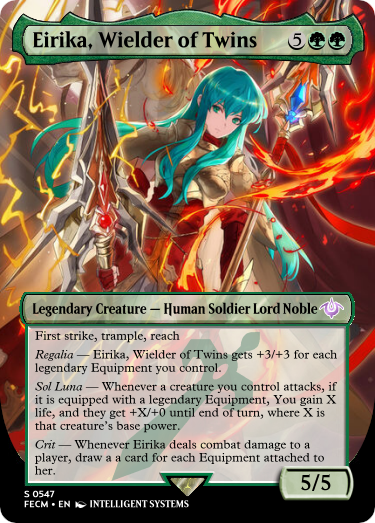 Eirika, Wielder of Twins 5
Legendary Creature — Human Soldier Lord Noble
First strike, trample, reach
Regalia — Eirika, Wielder of Twins gets +3/+3 for each
legendary Equipment you control.
Sol Luna — Whenever a creature you control attacks, if
it is equipped with a legendary Equipment, You gain X
life, and they get +X/+0 until end of turn, where X is
that creature's base power.
Crit — Whenever Eirika deals combat damage to a
player, draw a a card for each Equipment attached to
her.
5/5
S 0547
FECM • EN INTELLIGENT SYSTEMS